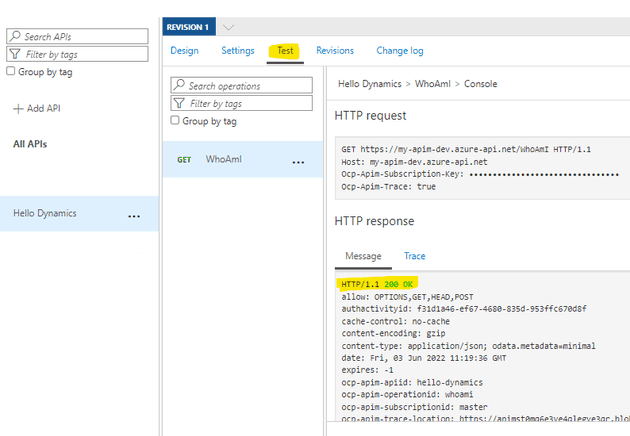 Search APIs
Filter by tags
Group by tag
+ Add API
All APIs
Hello Dynamics ...
REVISION 1
Design Settings Test Revisions Change log
Search operations
Filter by tags
Group by tag
GET WhoAmI ...
Hello Dynamics > WhoAmI > Console
HTTP request
GET https://my-apim-dev.azure-api.net/WhoAmI HTTP/1.1
Host: my-apim-dev.azure-api.net
Ocp-Apim-Subscription-Key: ••••••••••••••••••••••••••••••••
Ocp-Apim-Trace: true
HTTP response
Message Trace
HTTP/1.1 200 OK
allow: OPTIONS,GET,HEAD,POST
authactivityid: f31d1a46-ef67-4680-835d-953ffc670d8f
cache-control: no-cache
content-encoding: gzip
content-type: application/json; odata.metadata=minimal
date: Fri, 03 Jun 2022 11:19:36 GMT
expires: -1
ocp-apim-apiid: hello-dynamics
ocp-apim-operationid: whoami
ocp-apim-subscriptionid: master
ocp-apim-trace-location: